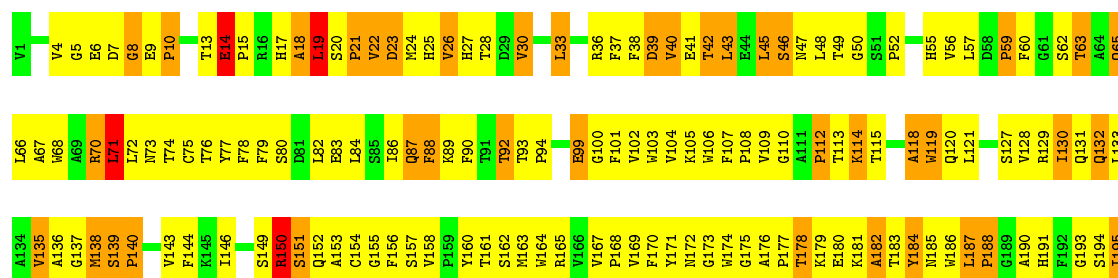 V1 V4 G5 E6 D7 G8 E9 P10 T13 E14 P15 R16 H17 A18 L19 S20 P21 V22 D23 M24 H25 V26 H27 T28 D29 V30 L33 R36 F37 F38 D39 V40 E41 T42 L43 E44 L45 S46 N47 L48 T49 G50 S51 P52 H55 V56 L57 D58 P59 F60 G61 S62 T63 A64
L66 A67 W68 A69 R70 L71 L72 N73 T74 C75 T76 Y77 F78 F79 S80 D81 L82 E83 L84 S85 I86 Q87 F88 K89 F90 T91 T92 T93 P94 E99 G100 F101 V102 W103 V104 K105 W106 F107 P108 V109 G110 A111 P112 T113 K114 T115 A118 W119 Q120 L121 S127 V128 R129 I130 Q131 Q132
A134 V135 A136 G137 M138 S139 P140 V143 F144 K145 I146 S149 R150 S151 Q152 A153 C154 G155 F156 S157 V158 P159 Y160 T161 S162 M163 W164 R165 V166 V167 P168 V169 F170 Y171 N172 G173 W174 G175 A176 P177 T178 K179 E180 K181 A182 T183 Y184 N185 W186 L187 P188 G189 A190 H191 F192 G193 S194